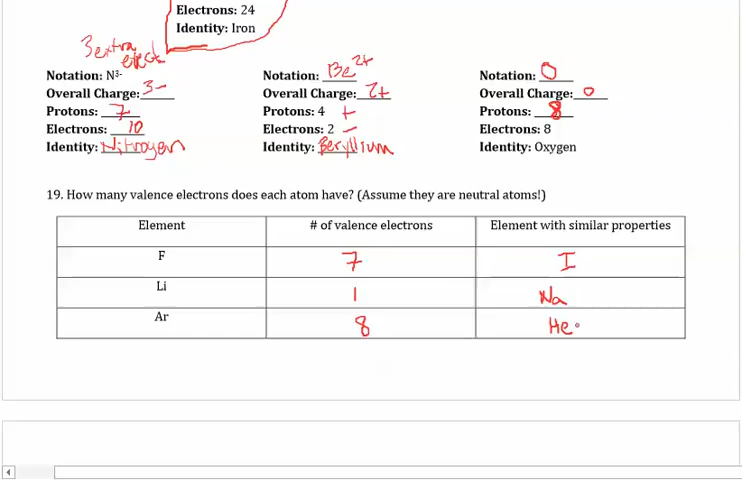 Electrons: 24
Identity: Iron
3 extra
elect.
Notation: N³⁻ Notation: Be²⁺ Notation: O
Overall Charge: 3− Overall Charge: 2+ Overall Charge: 0
Protons: 7 Protons: 4 + Protons: 8
Electrons: 10 Electrons: 2 − Electrons: 8
Identity: Nitrogen Identity: Beryllium Identity: Oxygen
19. How many valence electrons does each atom have? (Assume they are neutral atoms!)
Element # of valence electrons Element with similar properties
F 7 I
Li 1 Na
Ar 8 He